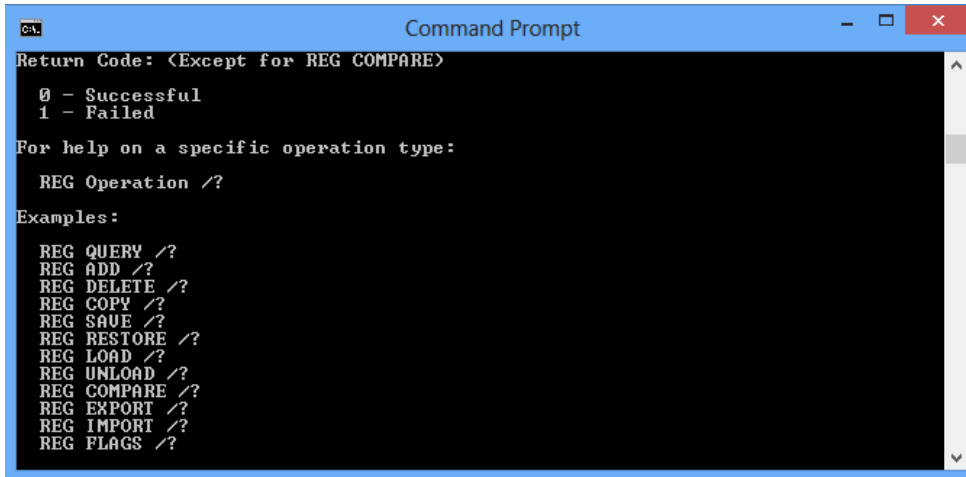 Command Prompt
Return Code: (Except for REG COMPARE)
0 - Successful
1 - Failed
For help on a specific operation type:
REG Operation /?
Examples:
REG QUERY /?
REG ADD /?
REG DELETE /?
REG COPY /?
REG SAVE /?
REG RESTORE /?
REG LOAD /?
REG UNLOAD /?
REG COMPARE /?
REG EXPORT /?
REG IMPORT /?
REG FLAGS /?